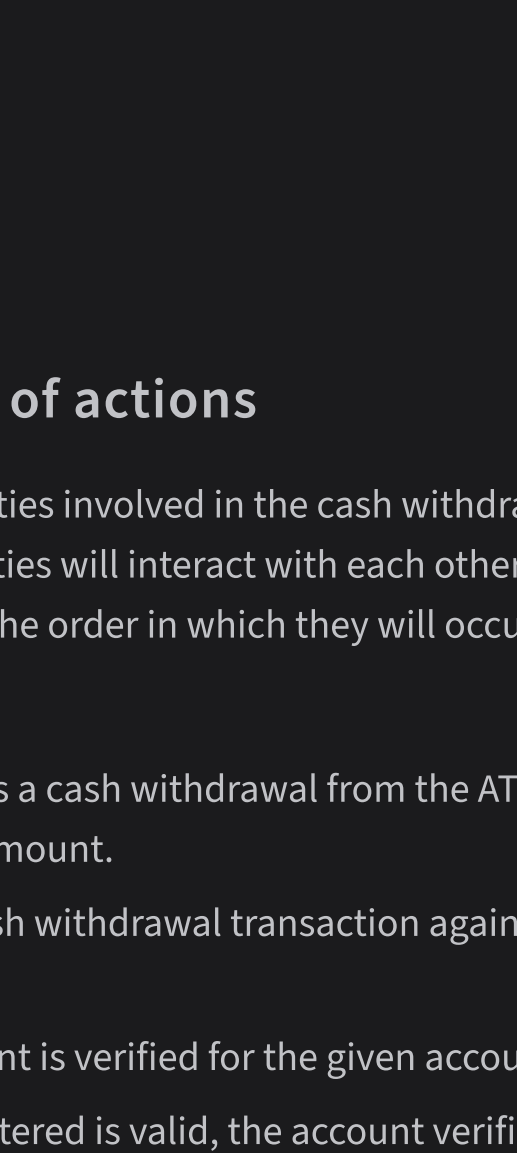 of actions
ties involved in the cash withdra
ties will interact with each other
he order in which they will occu
s a cash withdrawal from the AT
mount.
sh withdrawal transaction again
nt is verified for the given accou
tered is valid, the account verifi